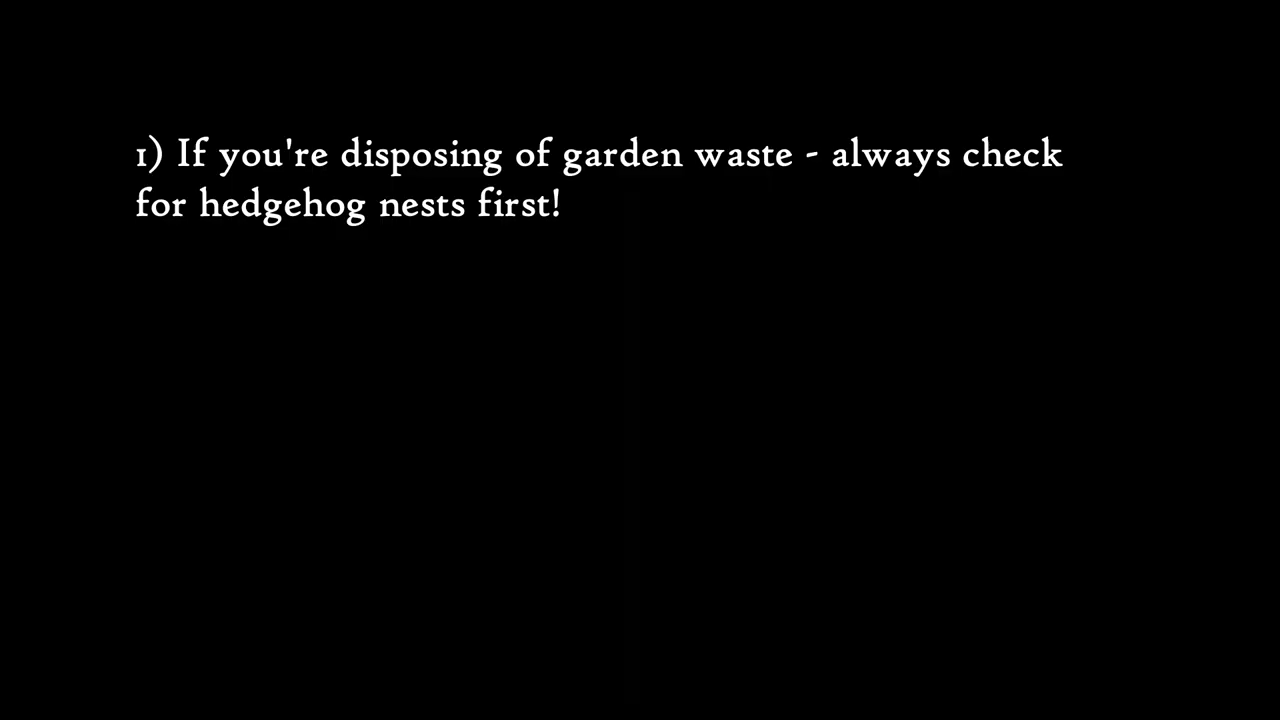 1) If you're disposing of garden waste - always check
for hedgehog nests first!